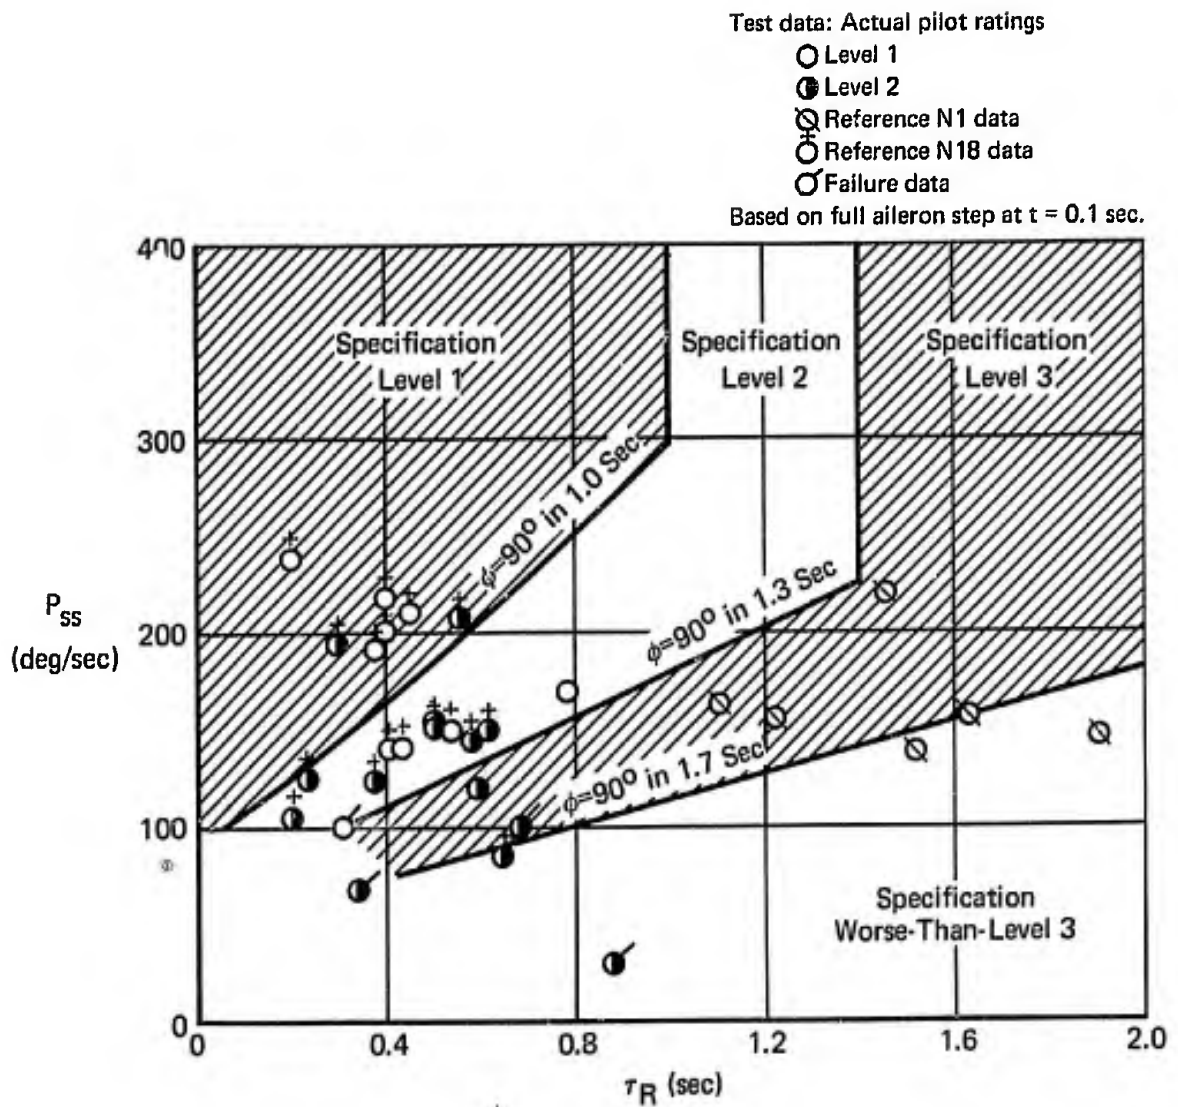 Test data: Actual pilot ratings
Level 1
Level 2
Reference N1 data
Reference N18 data
Failure data
Based on full aileron step at t = 0.1 sec.
400
300
200
100
0
Pss
(deg/sec)
Specification
Level 1
Specification
Level 2
Specification
Level 3
ϕ=90° in 1.0 Sec
ϕ=90° in 1.3 Sec
ϕ=90° in 1.7 Sec
Specification
Worse-Than-Level 3
0 0.4 0.8 1.2 1.6 2.0
τR (sec)